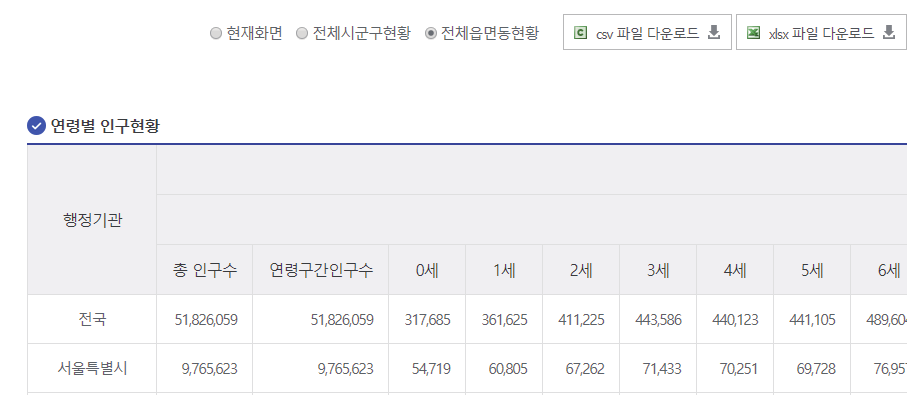 현재화면 전체시군구현황 전체읍면동현황 csv 파일 다운로드 xlsx 파일 다운로드
연령별 인구현황
행정기관
총 인구수 연령구간인구수 0세 1세 2세 3세 4세 5세 6세
전국 51,826,059 51,826,059 317,685 361,625 411,225 443,586 440,123 441,105 489,604
서울특별시 9,765,623 9,765,623 54,719 60,805 67,262 71,433 70,251 69,728 76,957